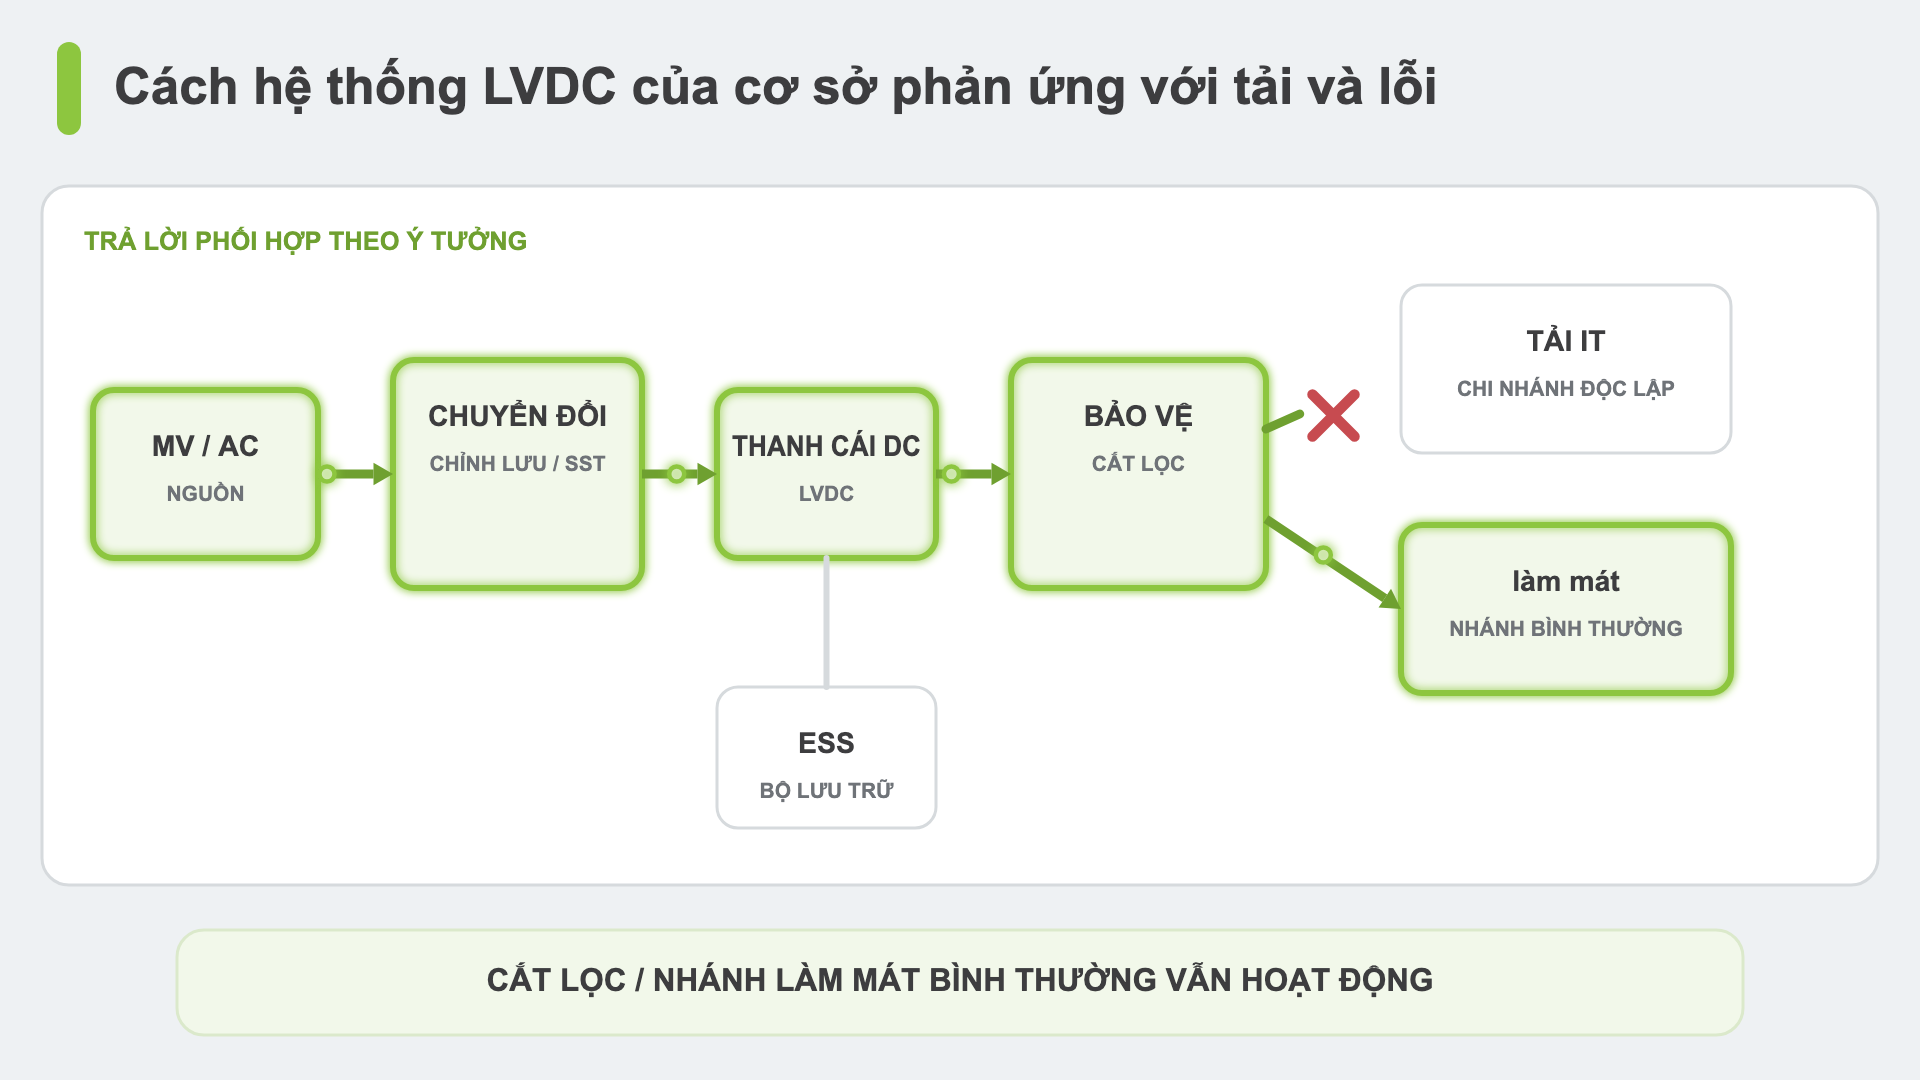 Cách hệ thống LVDC của cơ sở phản ứng với tải và lỗi
TRẢ LỜI PHỐI HỢP THEO Ý TƯỞNG
MV / AC
NGUỒN
CHUYỂN ĐỔI
CHỈNH LƯU / SST
THANH CÁI DC
LVDC
BẢO VỆ
CẮT LỌC
TẢI IT
CHI NHÁNH ĐỘC LẬP
làm mát
NHÁNH BÌNH THƯỜNG
ESS
BỘ LƯU TRỮ
CẮT LỌC / NHÁNH LÀM MÁT BÌNH THƯỜNG VẪN HOẠT ĐỘNG